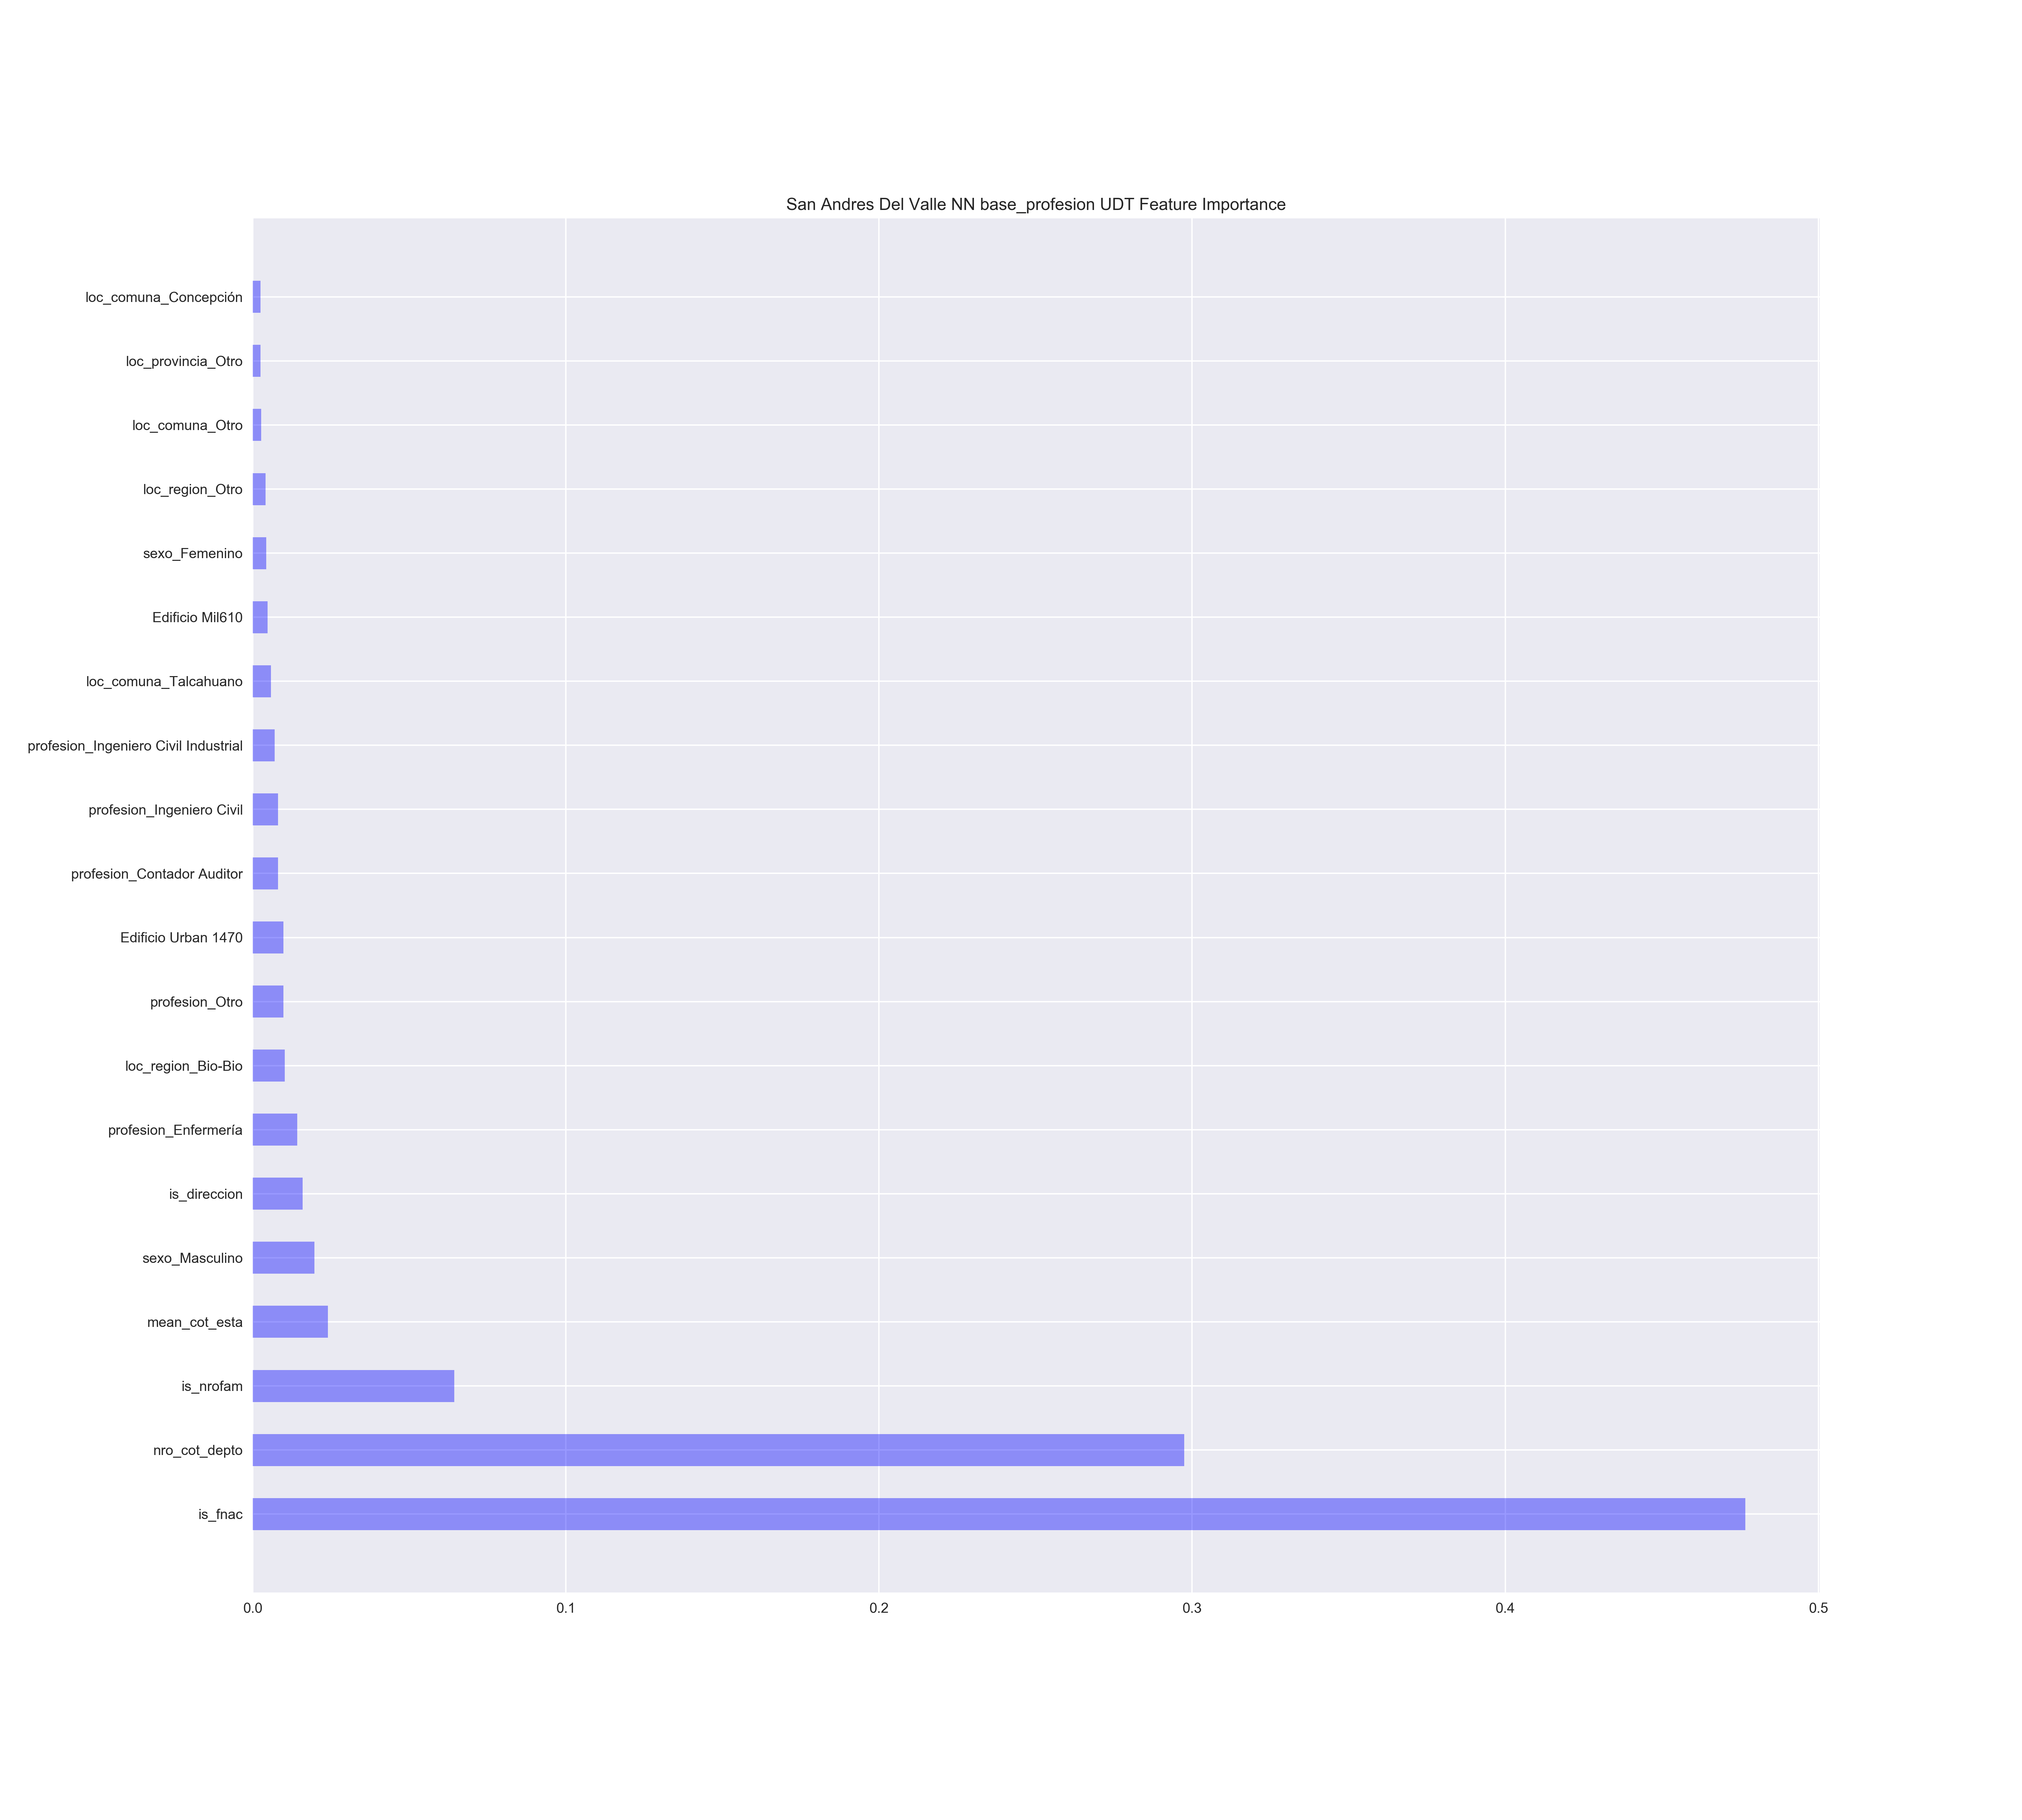 San Andres Del Valle NN base_profesion UDT Feature Importance
loc_comuna_Concepción
loc_provincia_Otro
loc_comuna_Otro
loc_region_Otro
sexo_Femenino
Edificio Mil610
loc_comuna_Talcahuano
profesion_Ingeniero Civil Industrial
profesion_Ingeniero Civil
profesion_Contador Auditor
Edificio Urban 1470
profesion_Otro
loc_region_Bio-Bio
profesion_Enfermería
is_direccion
sexo_Masculino
mean_cot_esta
is_nrofam
nro_cot_depto
is_fnac
0.0 0.1 0.2 0.3 0.4 0.5